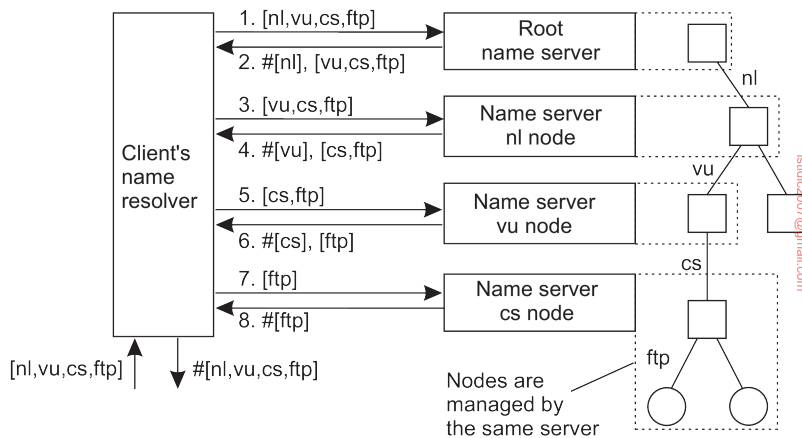 1. [nl,vu,cs,ftp]
Root
name server
2. #[nl], [vu,cs,ftp]
nl
3. [vu,cs,ftp]
Name server
nl node
4. #[vu], [cs,ftp]
Client's
name
resolver
vu
5. [cs,ftp]
Name server
vu node
6. #[cs], [ftp]
cs
7. [ftp]
Name server
cs node
8. #[ftp]
ftp
[nl,vu,cs,ftp]
#[nl,vu,cs,ftp]
Nodes are
managed by
the same server